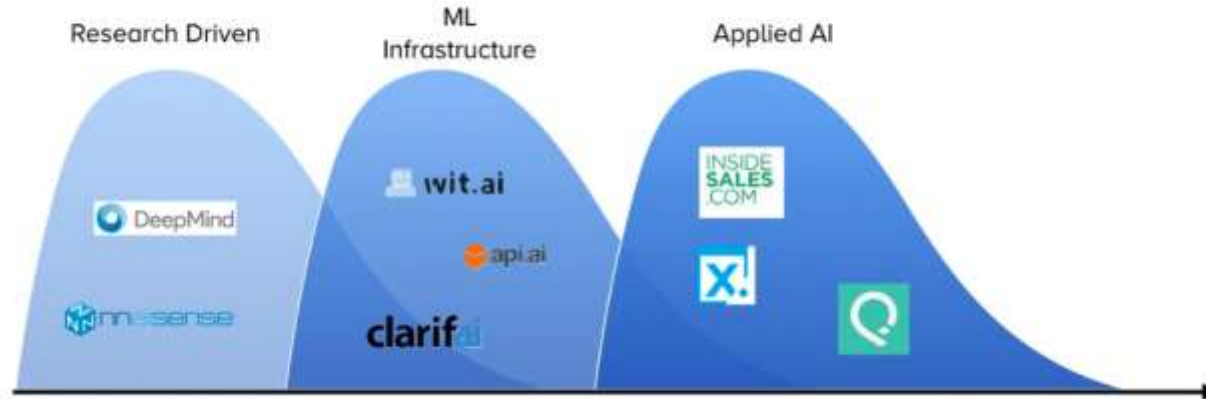 Research Driven
ML
Infrastructure
Applied AI
DeepMind
nnaisense
wit.ai
api.ai
clarifai
INSIDE
SALES
.COM
X.